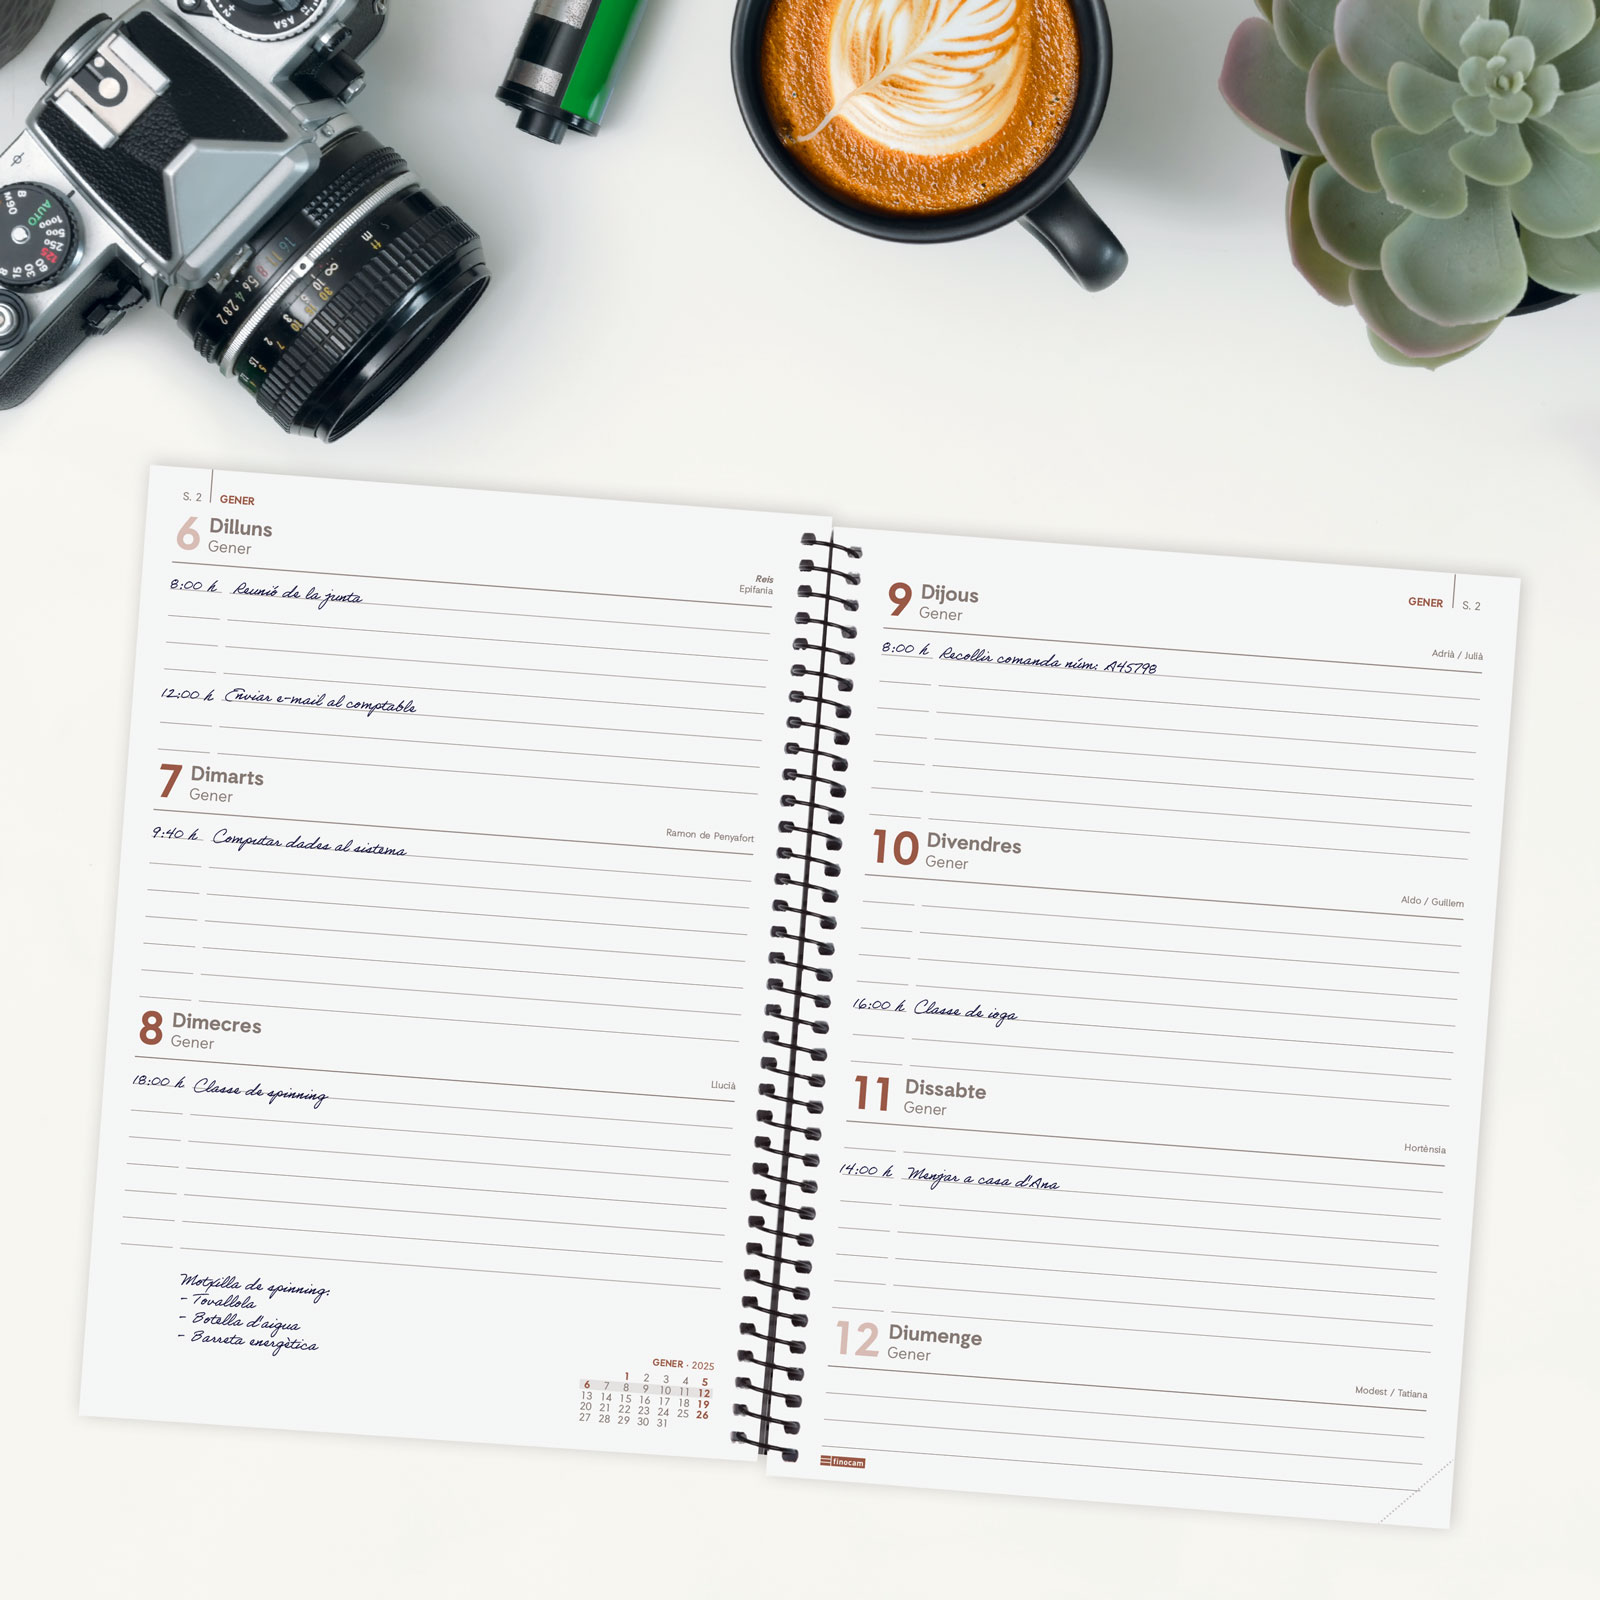 ASA
AUTO
S. 2 GENER
6 Dilluns
Gener
Reis
Epifania
8:00 h Reunió de la junta
12:00 h Enviar e-mail al comptable
7 Dimarts
Gener
Ramon de Penyafort
9:40 h Computar dades al sistema
8 Dimecres
Gener
Llucià
18:00 h Classe de spinning
Motxilla de spinning:
- Tovallola
- Botella d'aigua
- Barreta energètica
GENER · 2025
1 2 3 4 5
6 7 8 9 10 11 12
13 14 15 16 17 18 19
20 21 22 23 24 25 26
27 28 29 30 31
GENER S. 2
9 Dijous
Gener
Adrià / Julià
8:00 h Recollir comanda núm: A45798
10 Divendres
Gener
Aldo / Guillem
16:00 h Classe de ioga
11 Dissabte
Gener
Hortènsia
14:00 h Menjar a casa d'Ana
12 Diumenge
Gener
Modest / Tatiana
finocam